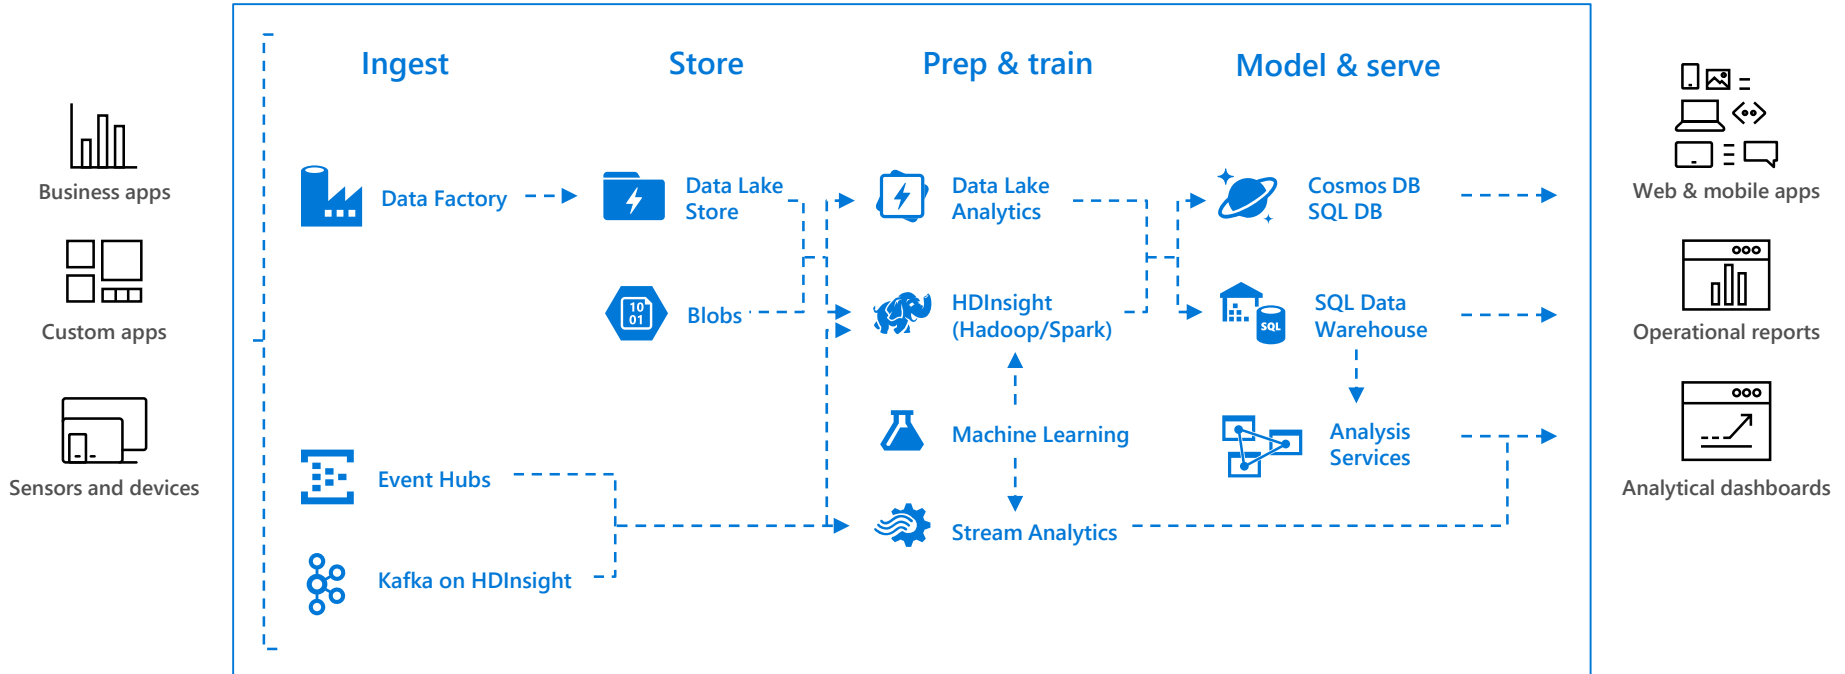 Ingest
Store
Prep & train
Model & serve
Business apps
Custom apps
Sensors and devices
Data Factory
Event Hubs
Kafka on HDInsight
Data Lake
Store
10
01
Blobs
Data Lake
Analytics
HDInsight
(Hadoop/Spark)
Machine Learning
Stream Analytics
Cosmos DB
SQL DB
SQL
SQL Data
Warehouse
Analysis
Services
Web & mobile apps
Operational reports
Analytical dashboards